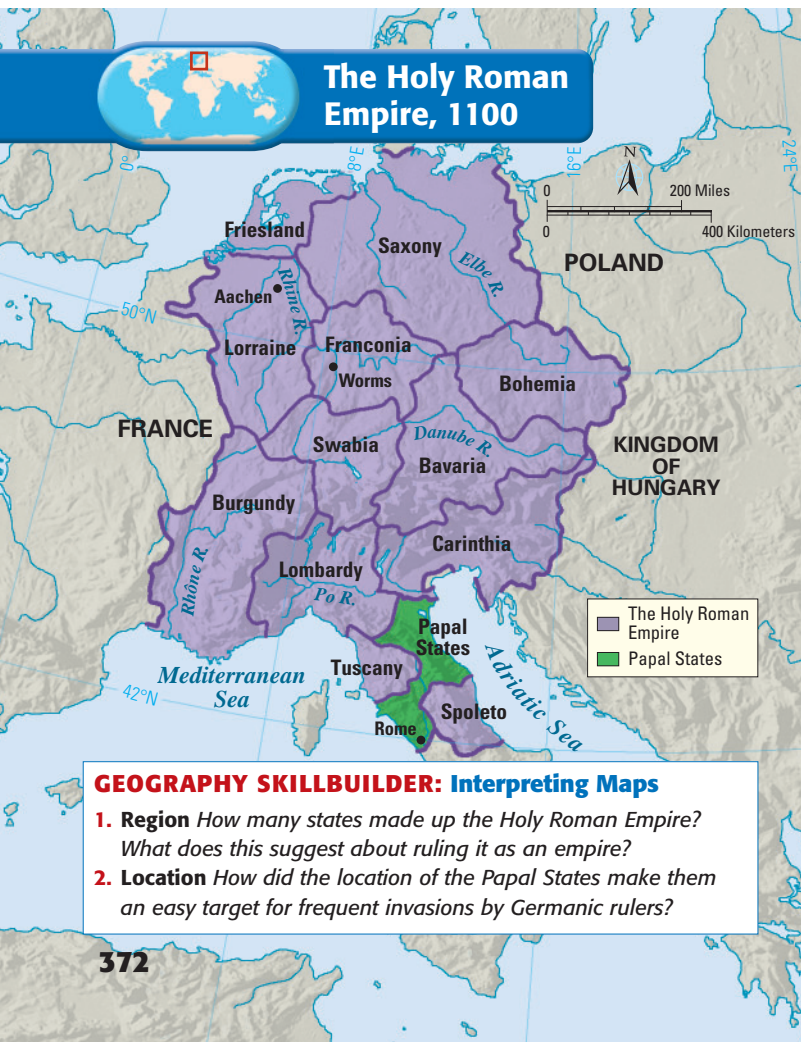 The Holy Roman
Empire, 1100
0°
8°E
16°E
24°E
N
0
200 Miles
0
400 Kilometers
Friesland
Saxony
Elbe R.
POLAND
Aachen
Rhine R.
50°N
Lorraine
Franconia
Worms
Bohemia
FRANCE
Swabia
Danube R.
Bavaria
KINGDOM
OF
HUNGARY
Burgundy
Carinthia
Lombardy
Rhône R.
Po R.
The Holy Roman
Empire
Papal States
Papal
States
Mediterranean
Sea
Tuscany
Adriatic Sea
42°N
Spoleto
Rome
GEOGRAPHY SKILLBUILDER: Interpreting Maps
1. Region How many states made up the Holy Roman Empire?
What does this suggest about ruling it as an empire?
2. Location How did the location of the Papal States make them
an easy target for frequent invasions by Germanic rulers?
372